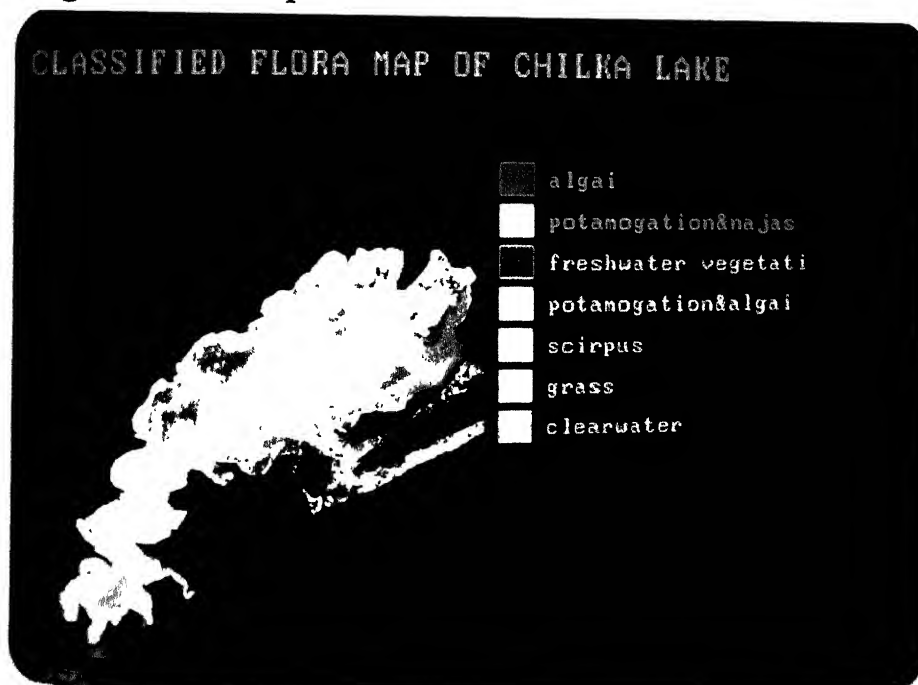 CLASSIFIED FLORA MAP OF CHILKA LAKE
algai
potamogation&najas
freshwater vegetati
potamogation&algai
scirpus
grass
clearwater